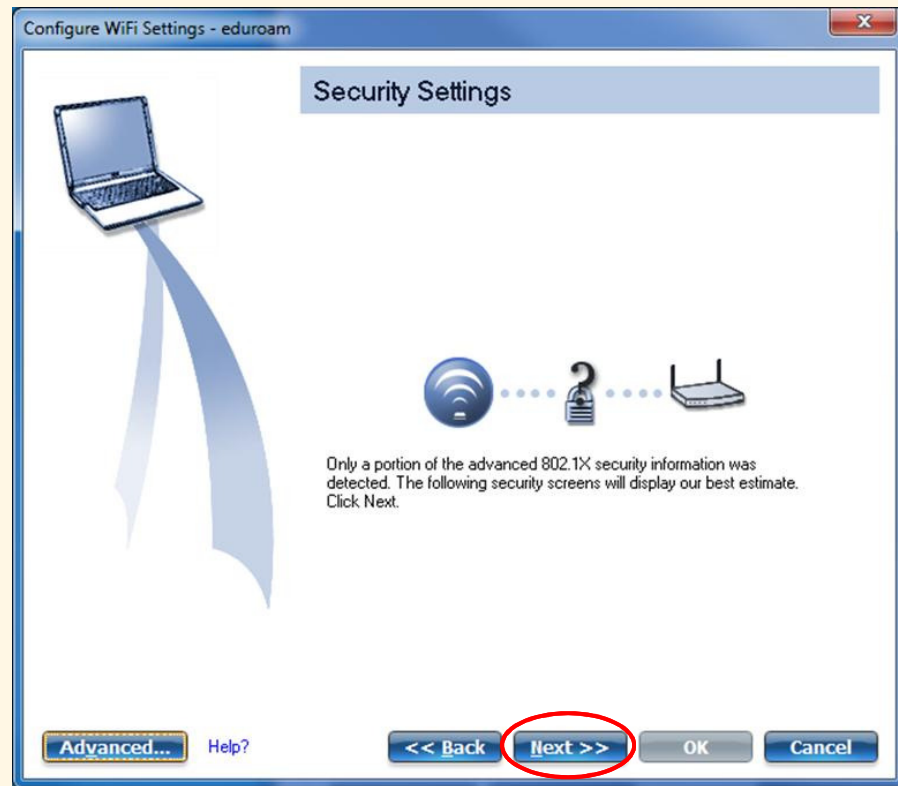 Configure WiFi Settings - eduroam
Security Settings
Only a portion of the advanced 802.1X security information was
detected. The following security screens will display our best estimate.
Click Next.
Advanced... Help? << Back Next >> OK Cancel